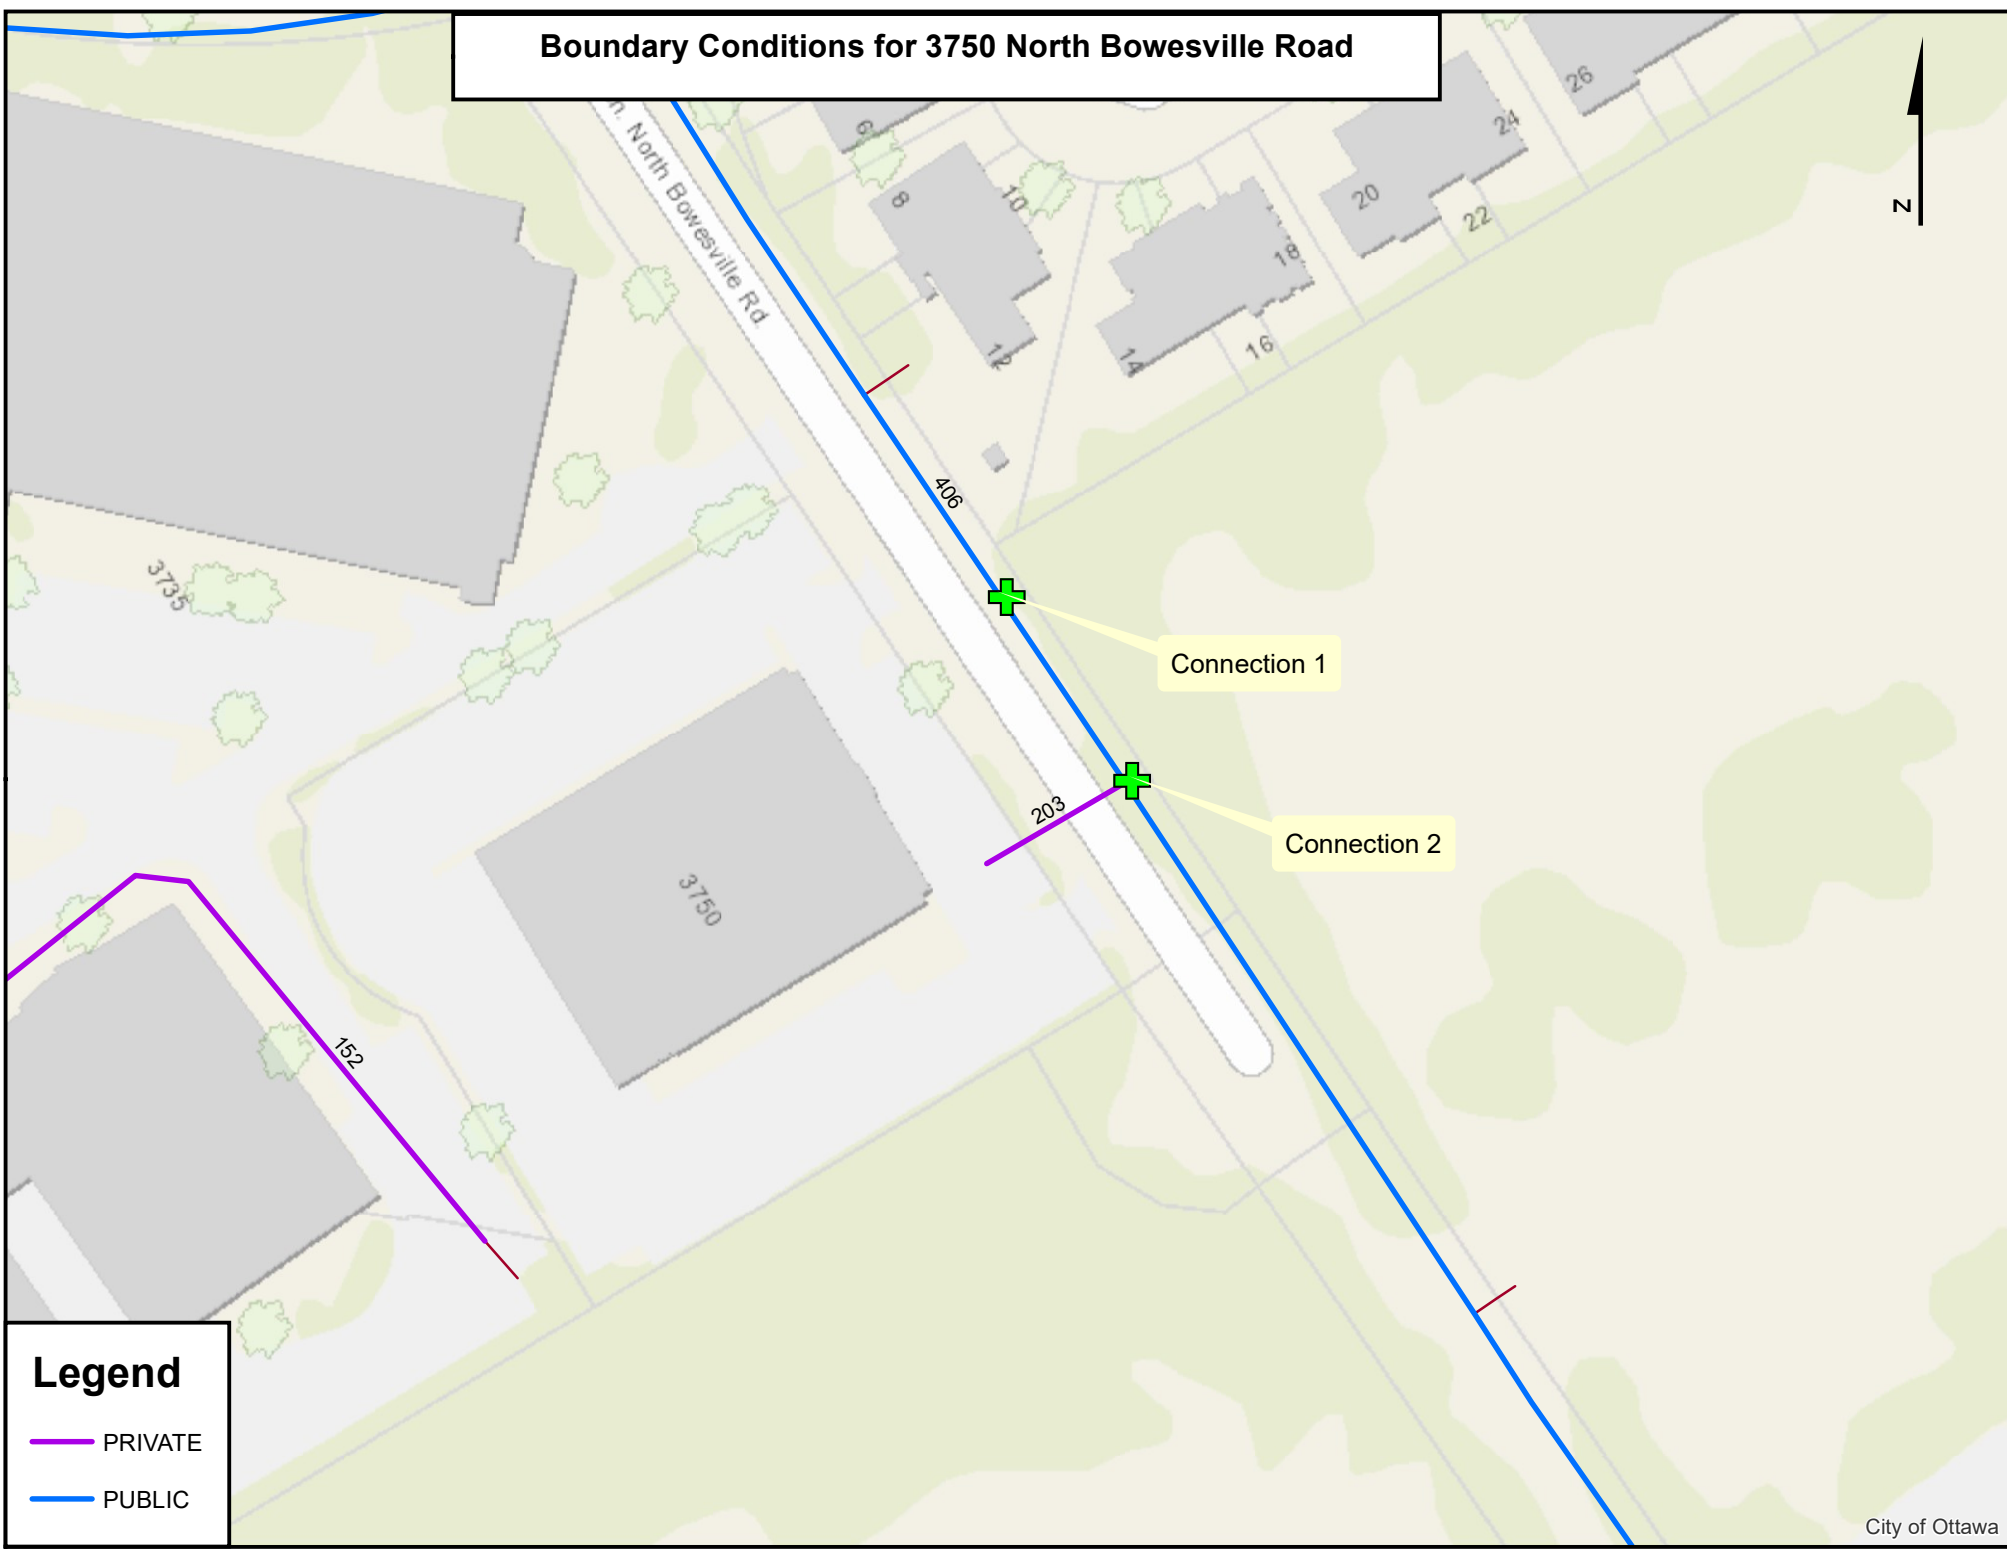 Boundary Conditions for 3750 North Bowesville Road
N
26
24
6
8
10
20
22
18
16
12
14
n. North Bowesville Rd.
406
3735
Connection 1
203
Connection 2
3750
152
Legend
PRIVATE
PUBLIC
City of Ottawa